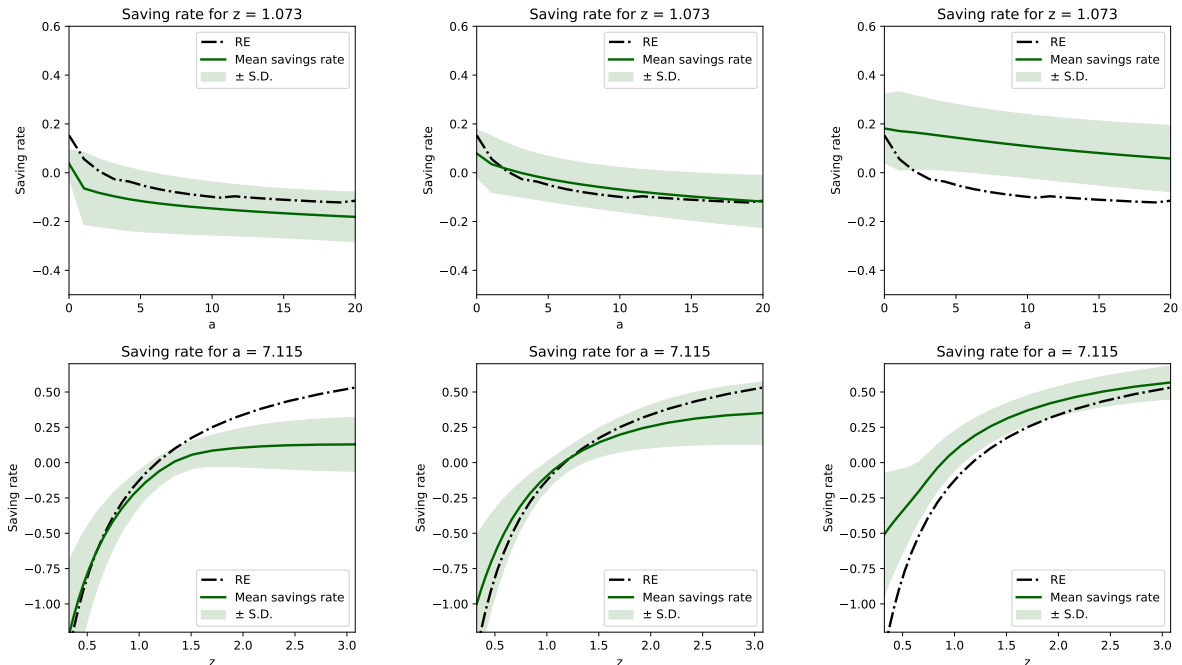 Saving rate for z = 1.073
0.6
0.4
0.2
0.0
−0.2
−0.4
Saving rate
0
5
10
15
20
a
RE
Mean savings rate
± S.D.
Saving rate for z = 1.073
0.6
0.4
0.2
0.0
−0.2
−0.4
Saving rate
0
5
10
15
20
a
RE
Mean savings rate
± S.D.
Saving rate for z = 1.073
0.6
0.4
0.2
0.0
−0.2
−0.4
Saving rate
0
5
10
15
20
a
RE
Mean savings rate
± S.D.
Saving rate for a = 7.115
0.50
0.25
0.00
−0.25
−0.50
−0.75
−1.00
Saving rate
0.5
1.0
1.5
2.0
2.5
3.0
z
RE
Mean savings rate
± S.D.
Saving rate for a = 7.115
0.50
0.25
0.00
−0.25
−0.50
−0.75
−1.00
Saving rate
0.5
1.0
1.5
2.0
2.5
3.0
z
RE
Mean savings rate
± S.D.
Saving rate for a = 7.115
0.50
0.25
0.00
−0.25
−0.50
−0.75
−1.00
Saving rate
0.5
1.0
1.5
2.0
2.5
3.0
z
RE
Mean savings rate
± S.D.